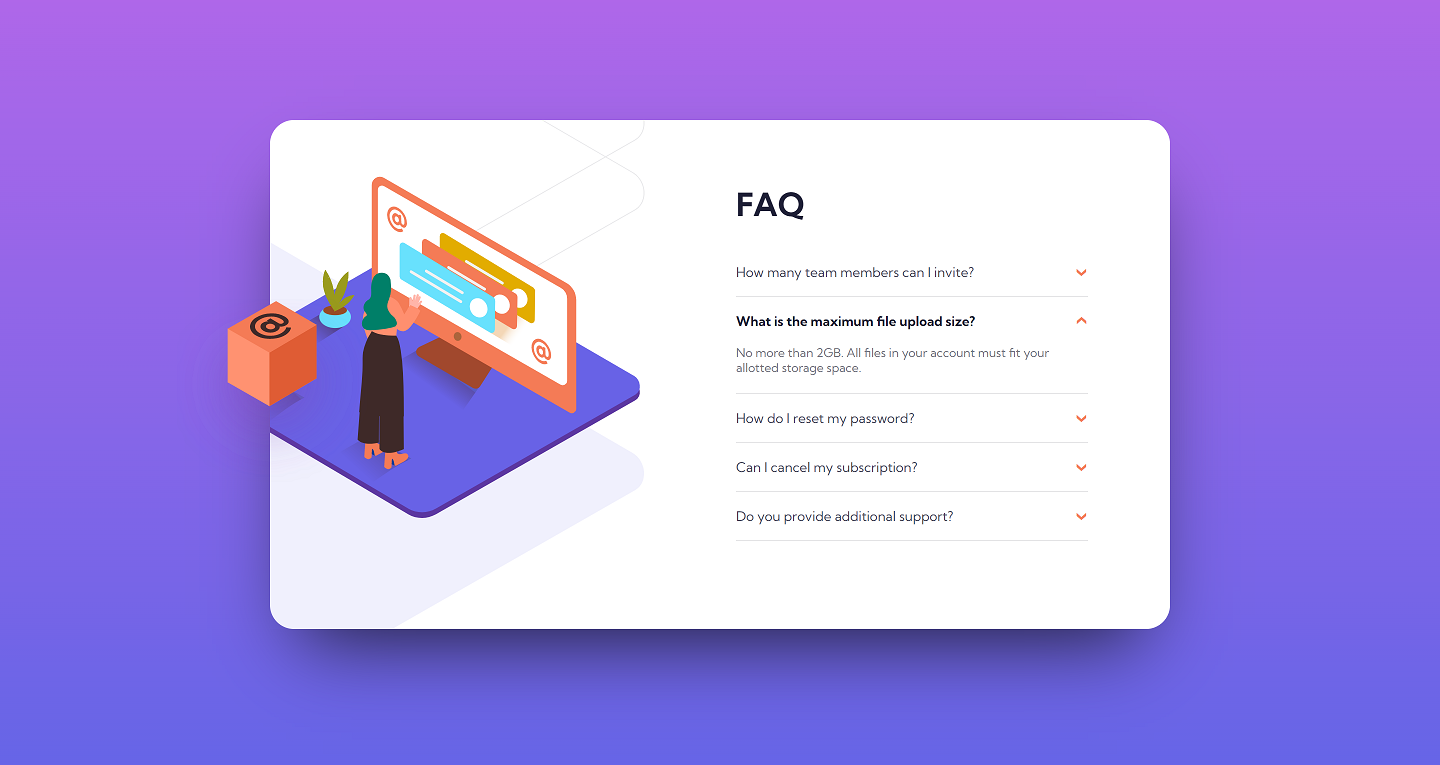 FAQ
How many team members can I invite?
What is the maximum file upload size?
No more than 2GB. All files in your account must fit your
allotted storage space.
How do I reset my password?
Can I cancel my subscription?
Do you provide additional support?
@
@
@